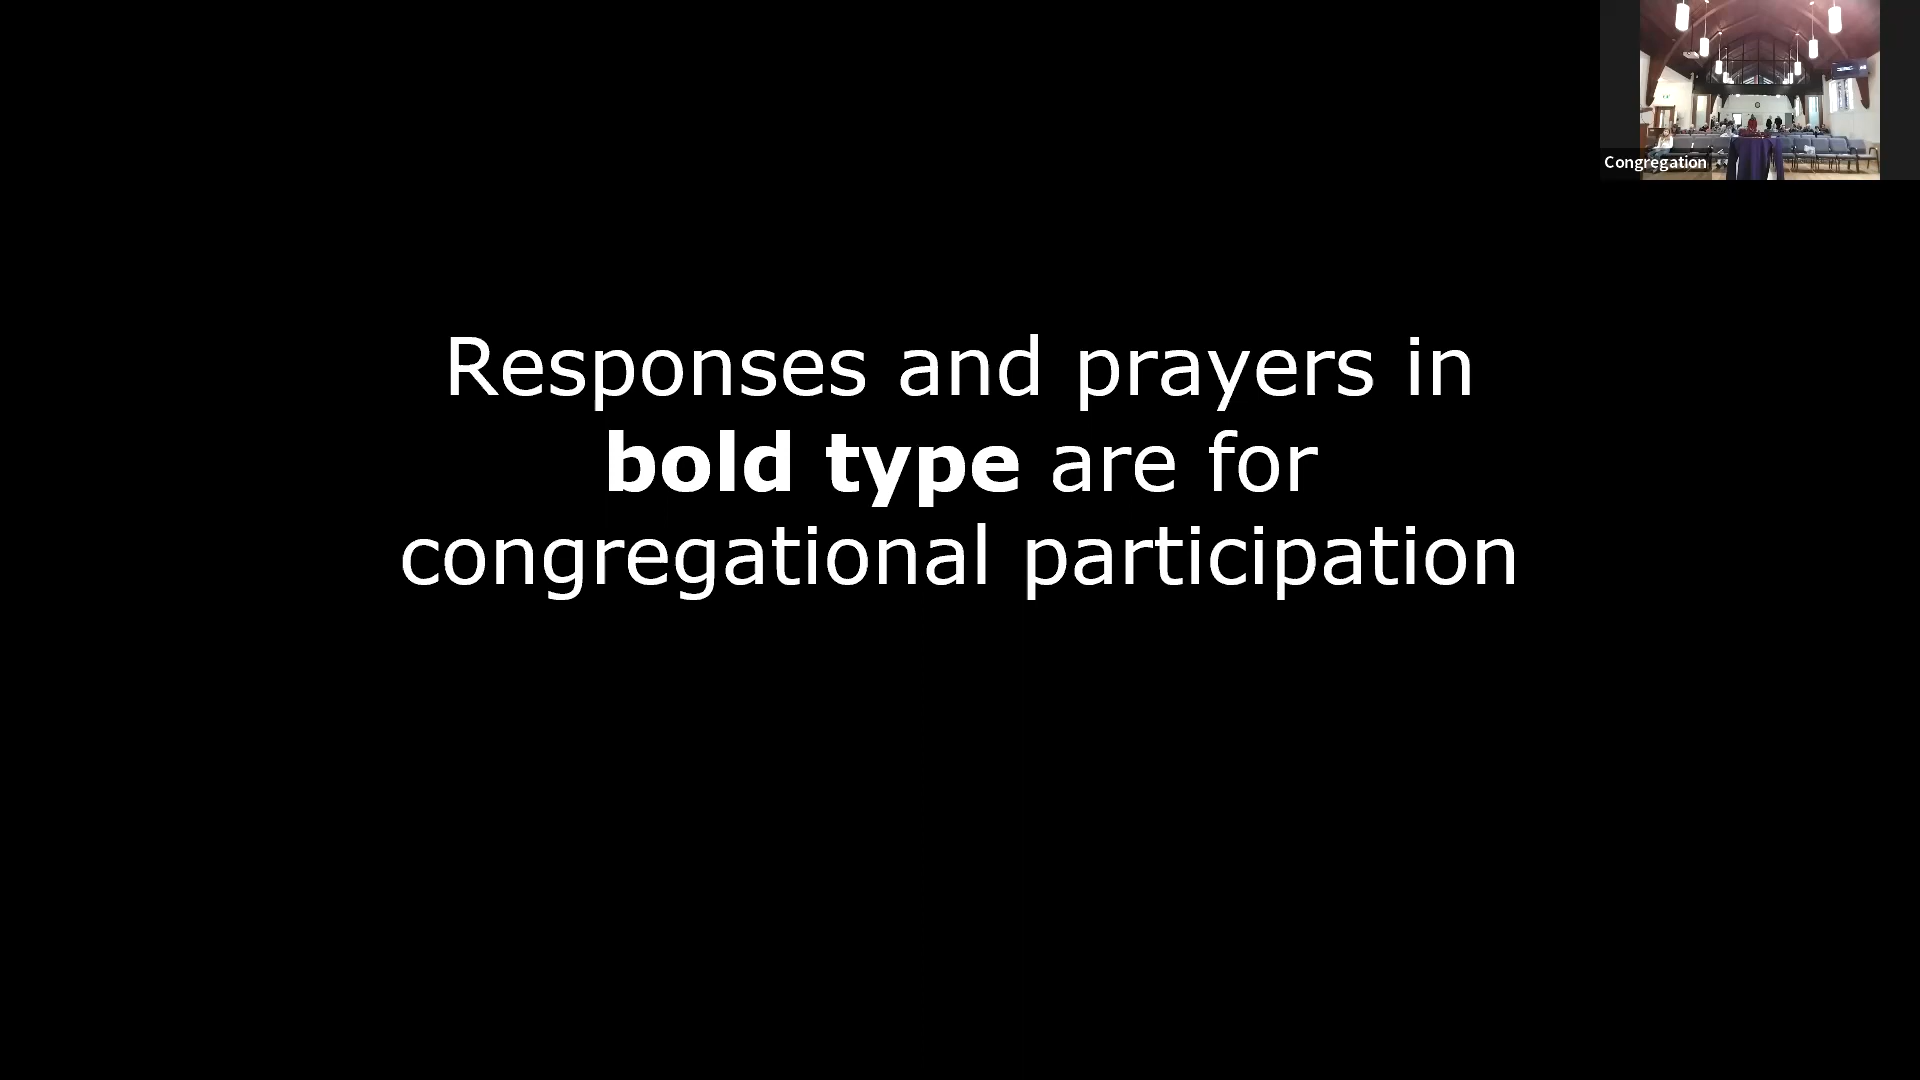 Congregation
Responses and prayers in
bold type are for
congregational participation